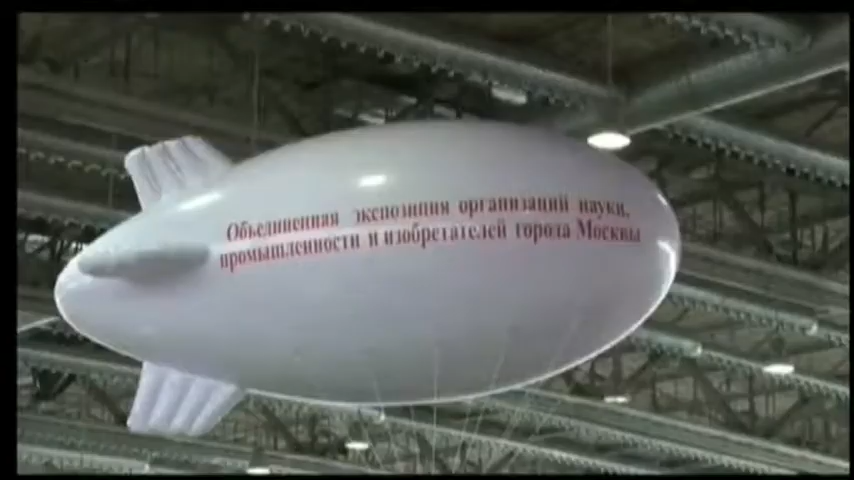 Объединенная экспозиция организаций науки,
промышленности и изобретателей города Москвы